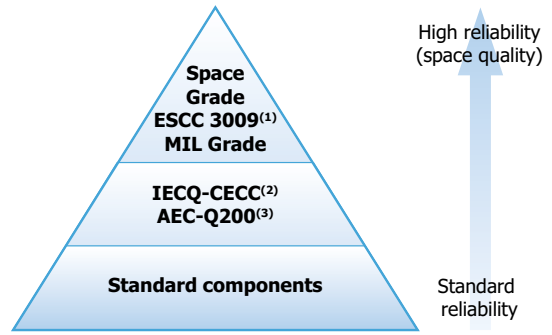 Space
Grade
ESCC 3009(1)
MIL Grade
IECQ-CECC(2)
AEC-Q200(3)
Standard components
High reliability
(space quality)
Standard
reliability